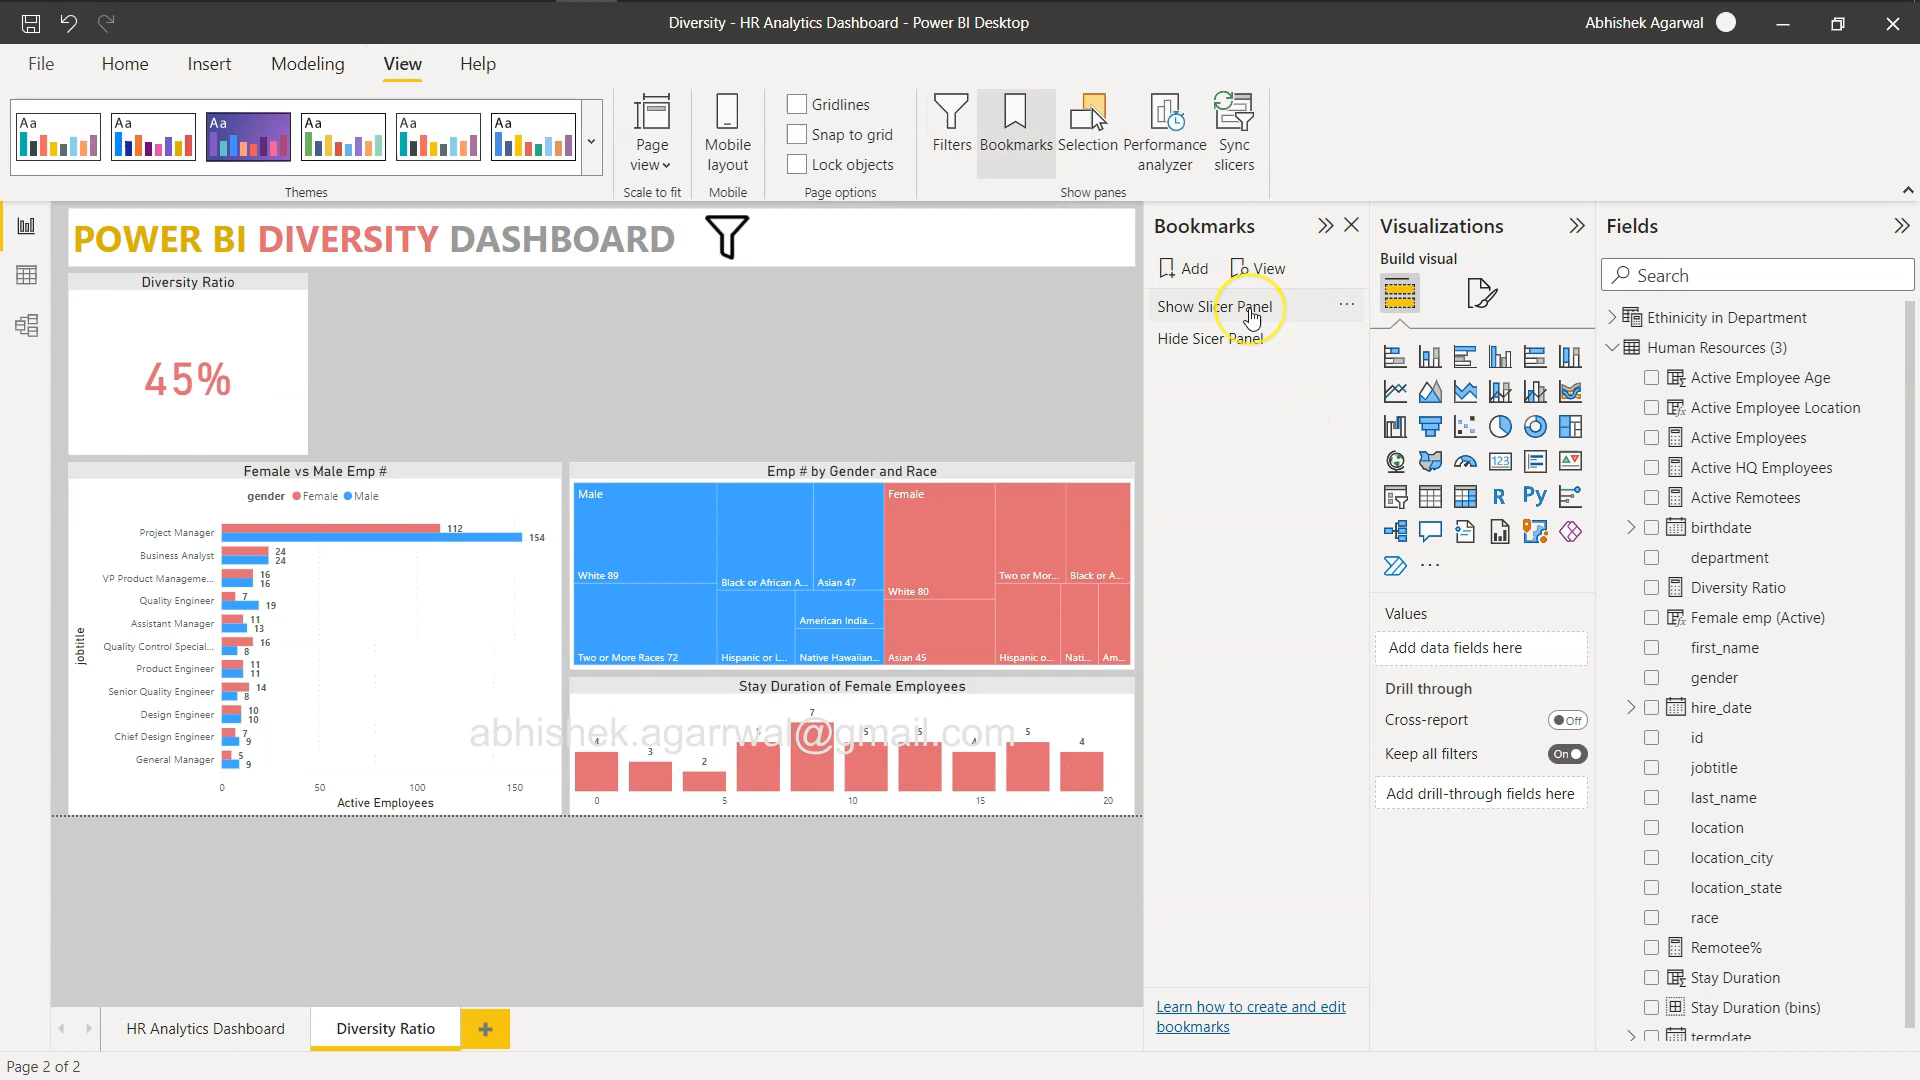 Diversity - HR Analytics Dashboard - Power BI Desktop
Abhishek Agarwal
File Home Insert Modeling View Help
Aa Aa Aa Aa Aa Aa
Themes
Page view
Scale to fit
Mobile layout
Mobile
Gridlines
Snap to grid
Lock objects
Page options
Filters
Bookmarks
Selection
Performance analyzer
Sync slicers
Show panes
POWER BI DIVERSITY DASHBOARD
Diversity Ratio
45%
Female vs Male Emp #
gender Female Male
jobtitle
Project Manager 112 154
Business Analyst 24 24
VP Product Manageme... 16 16
Quality Engineer 7 19
Assistant Manager 11 13
Quality Control Special... 16 8
Product Engineer 11 11
Senior Quality Engineer 14 8
Design Engineer 10 10
Chief Design Engineer 7 9
General Manager 5 9
0 50 100 150
Active Employees
Emp # by Gender and Race
Male
White 89
Black or African A...
Asian 47
American India...
Two or More Races 72
Hispanic or L...
Native Hawaiian...
Female
White 80
Two or Mor...
Black or A...
Asian 45
Hispanic o...
Nati...
Am...
Stay Duration of Female Employees
4 3 2 7 5 5 4 5 4
0 5 10 15 20
abhishek.agarrwal@gmail.com
Bookmarks
Add View
Show Slicer Panel
Hide Sicer Panel
Learn how to create and edit
bookmarks
Visualizations
Build visual
123
R
Py
Values
Add data fields here
Drill through
Cross-report Off
Keep all filters On
Add drill-through fields here
Fields
Search
Ethinicity in Department
Human Resources (3)
Active Employee Age
Active Employee Location
Active Employees
Active HQ Employees
Active Remotees
birthdate
department
Diversity Ratio
Female emp (Active)
first_name
gender
hire_date
id
jobtitle
last_name
location
location_city
location_state
race
Remotee%
Stay Duration
Stay Duration (bins)
termdate
HR Analytics Dashboard Diversity Ratio
Page 2 of 2